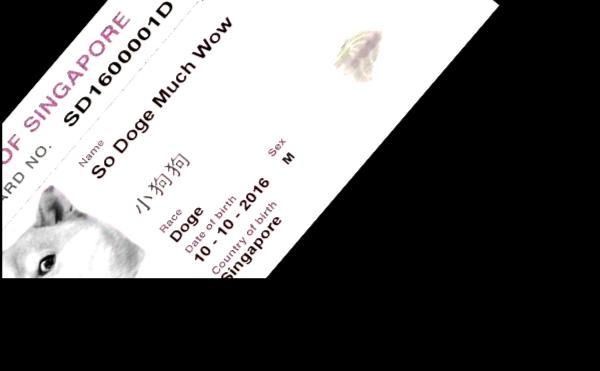 OF SINGAPORE
ARD NO. SD1600001D
Name
So Doge Much Wow
小狗狗
Race
Doge
Date of birth
Sex
10 - 10 - 2016
M
Country of birth
Singapore